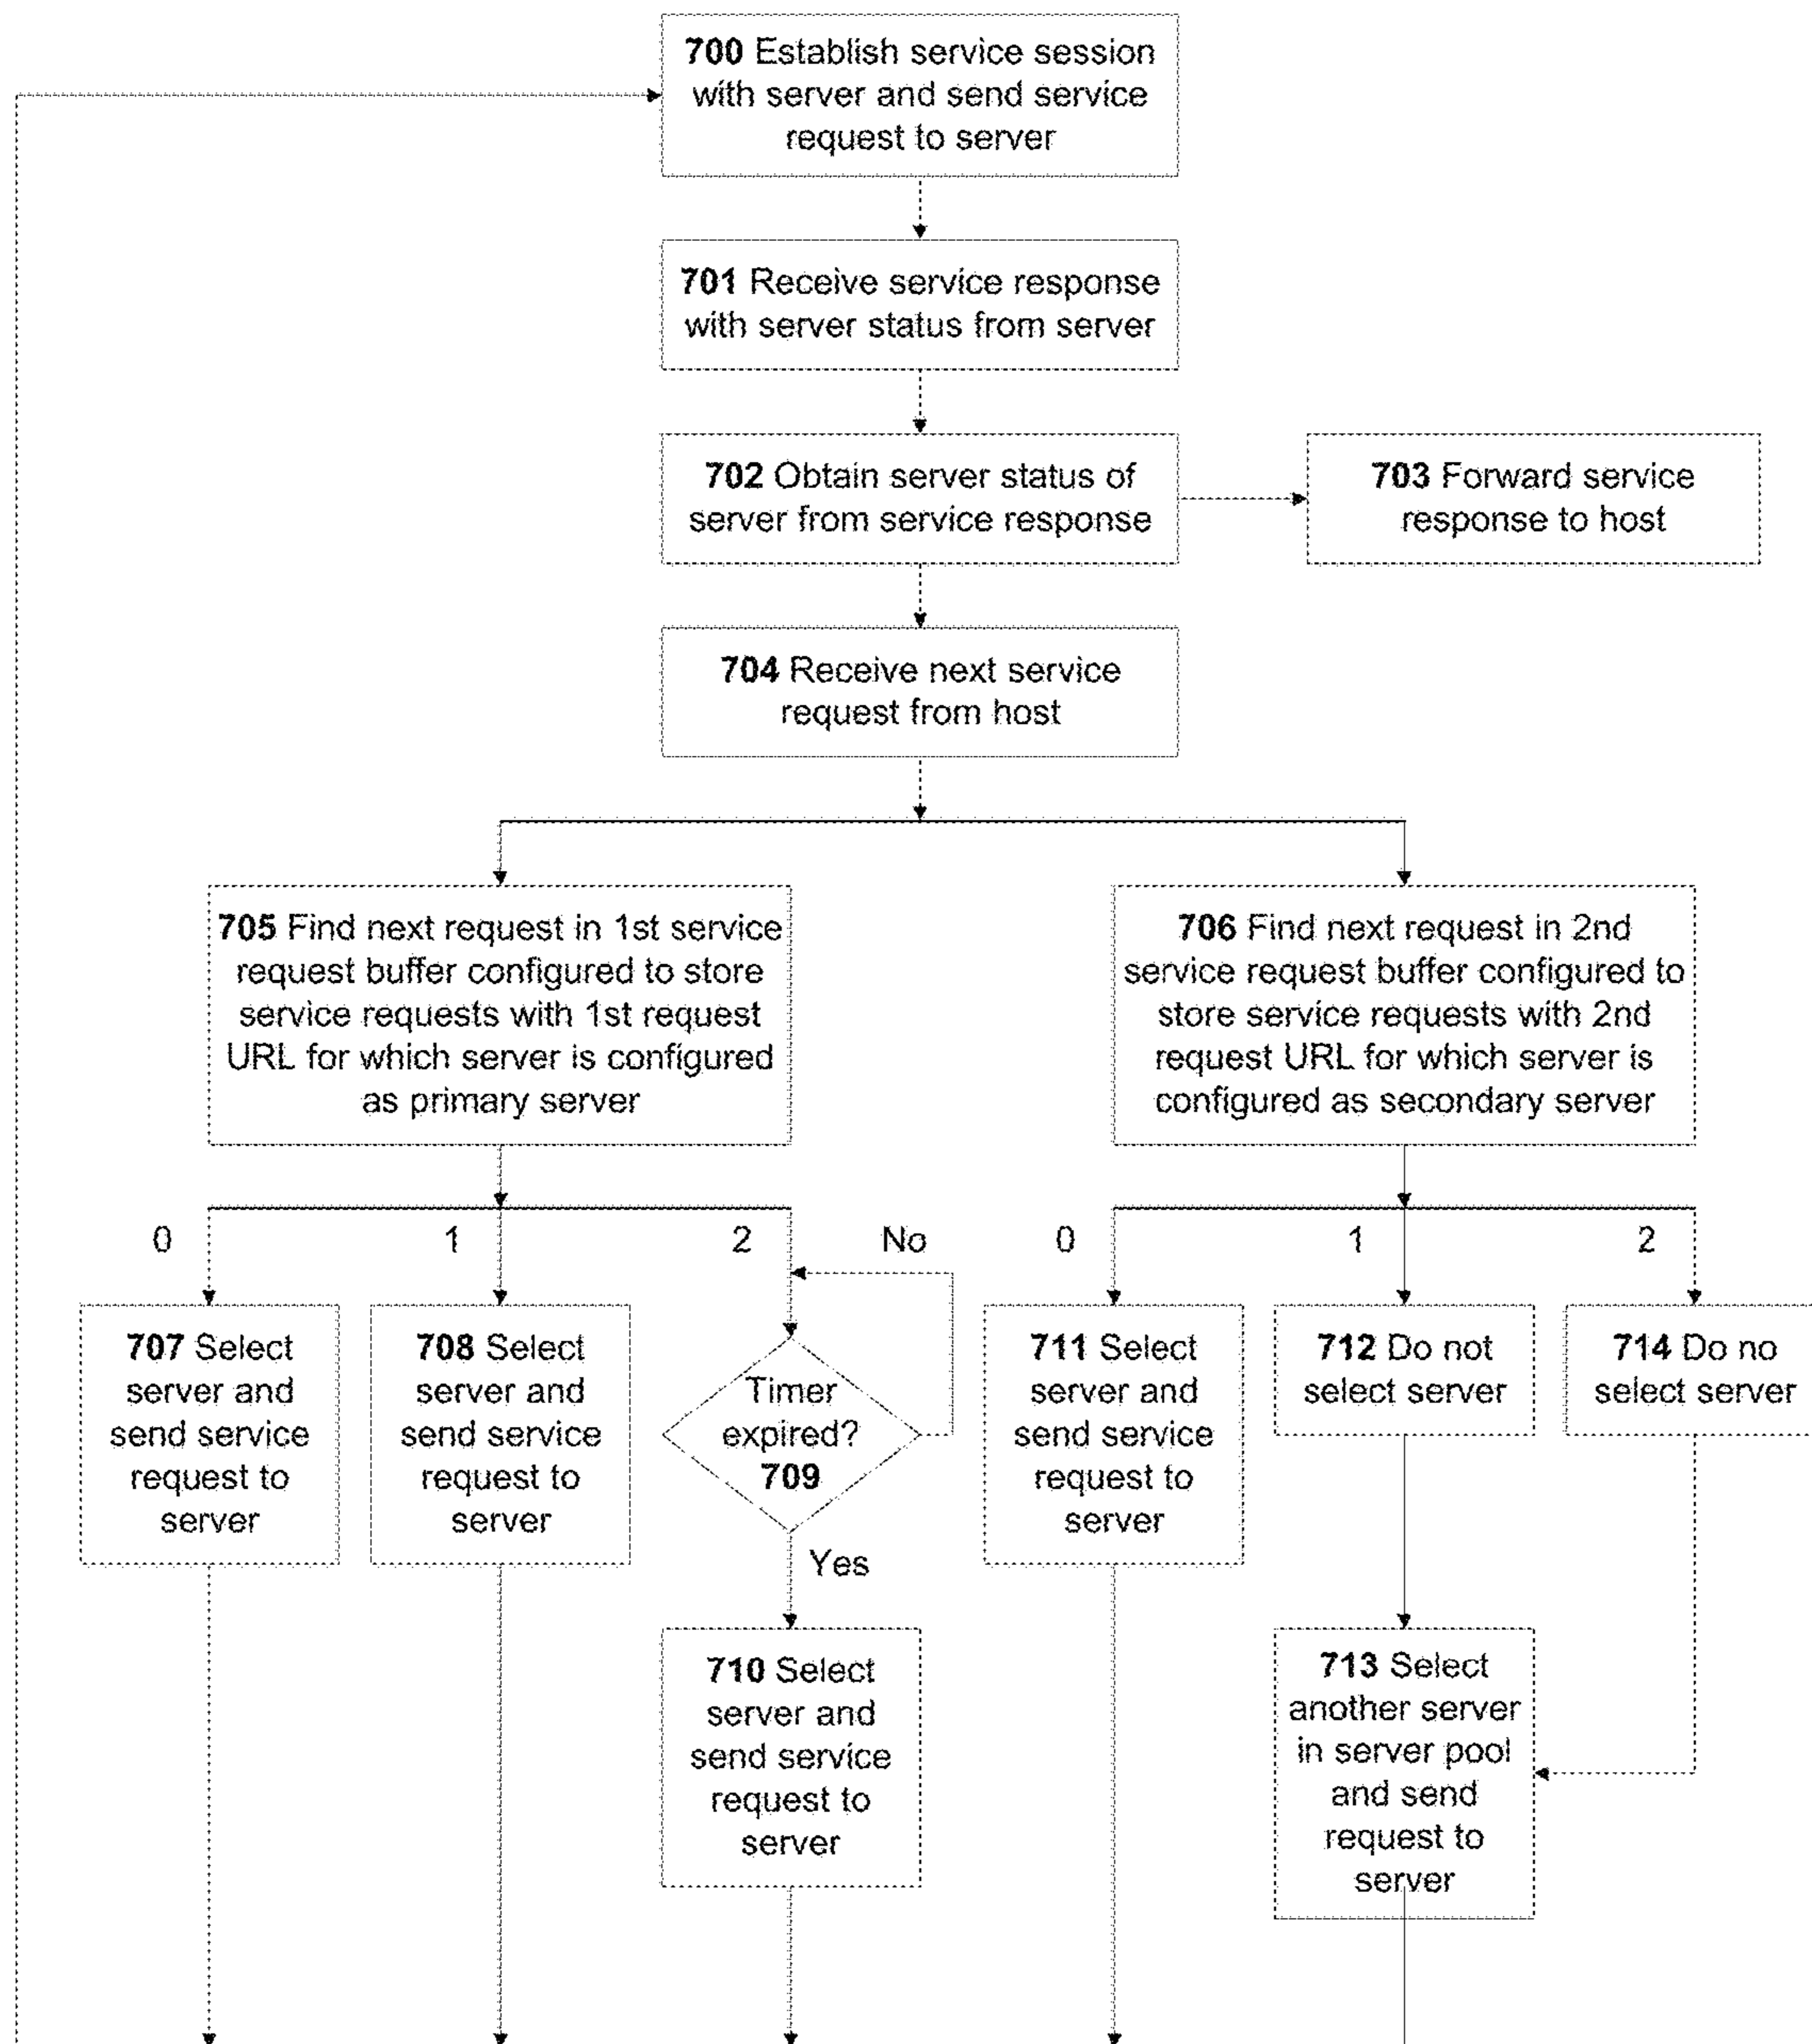 700 Establish service session
with server and send service
request to server
701 Receive service response
with server status from server
702 Obtain server status of
server from service response
703 Forward service
response to host
704 Receive next service
request from host
705 Find next request in 1st service
request buffer configured to store
service requests with 1st request
URL for which server is configured
as primary server
706 Find next request in 2nd
service request buffer configured to
store service requests with 2nd
request URL for which server is
configured as secondary server
0
1
2
No
0
1
2
707 Select
server and
send service
request to
server
708 Select
server and
send service
request to
server
Timer
expired?
709
711 Select
server and
send service
request to
server
712 Do not
select server
714 Do no
select server
Yes
710 Select
server and
send service
request to
server
713 Select
another server
in server pool
and send
request to
server